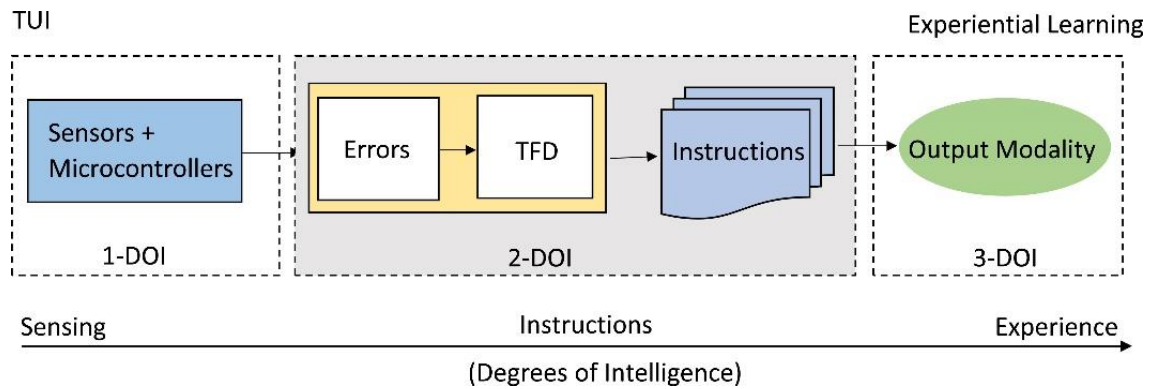 TUI
Experiential Learning
Sensors +
Microcontrollers
Errors
TFD
Instructions
Output Modality
1-DOI
2-DOI
3-DOI
Sensing
Instructions
Experience
(Degrees of Intelligence)